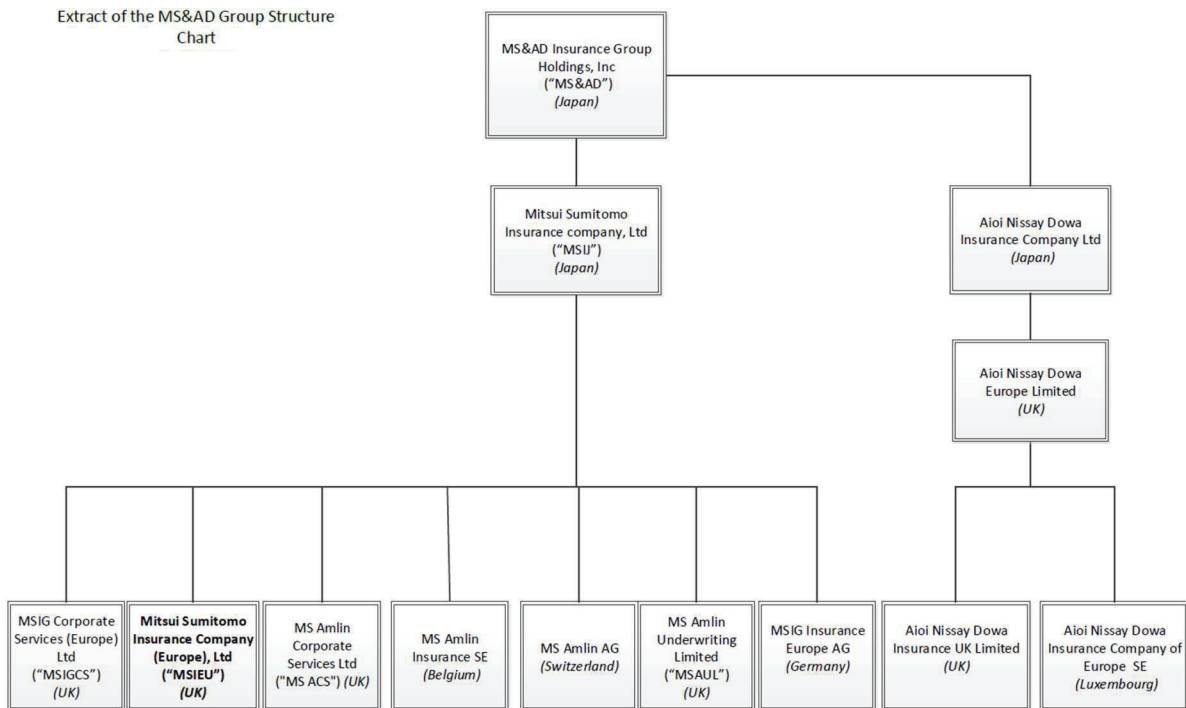 Extract of the MS&AD Group Structure
Chart
MS&AD Insurance Group
Holdings, Inc
(“MS&AD”)
(Japan)
Mitsui Sumitomo
Insurance company, Ltd
(“MSIJ”)
(Japan)
Aioi Nissay Dowa
Insurance Company Ltd
(Japan)
Aioi Nissay Dowa
Europe Limited
(UK)
MSIG Corporate
Services (Europe)
Ltd
(“MSIGCS”)
(UK)
Mitsui Sumitomo
Insurance Company
(Europe), Ltd
(“MSIEU”)
(UK)
MS Amlin
Corporate
Services Ltd
("MS ACS") (UK)
MS Amlin
Insurance SE
(Belgium)
MS Amlin AG
(Switzerland)
MS Amlin
Underwriting
Limited
(“MSAUL”)
(UK)
MSIG Insurance
Europe AG
(Germany)
Aioi Nissay Dowa
Insurance UK Limited
(UK)
Aioi Nissay Dowa
Insurance Company of
Europe SE
(Luxembourg)